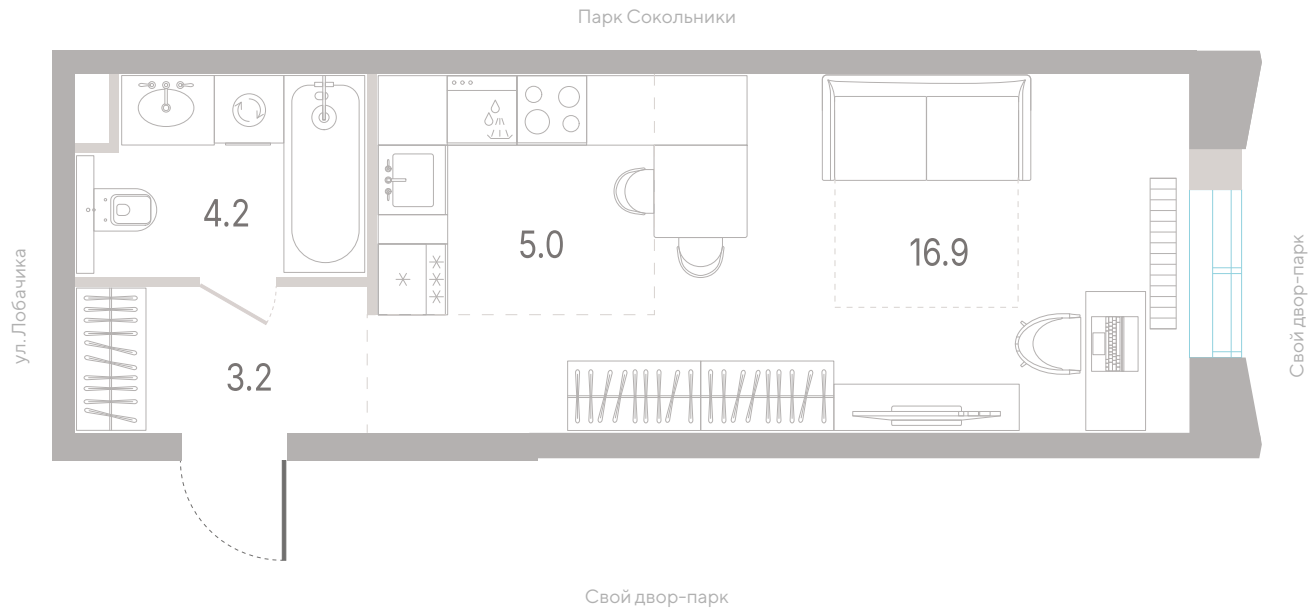 Парк Сокольники
4.2
5.0
16.9
3.2
ул. Лобачика
Свой двор-парк
Свой двор-парк